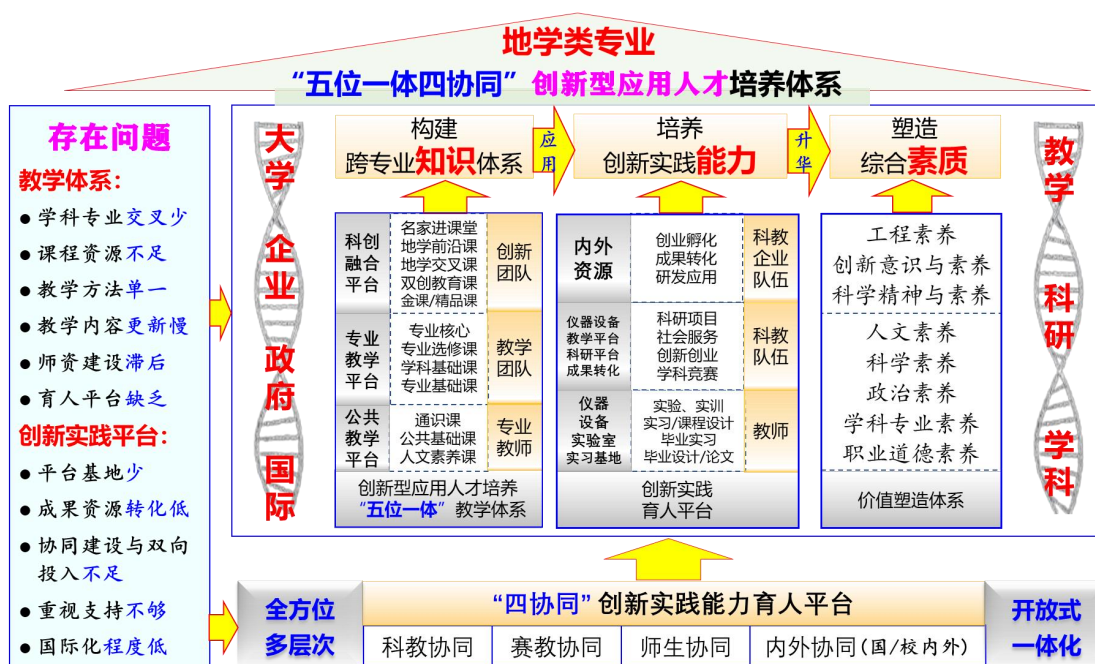 地学类专业
“五位一体四协同”创新型应用人才培养体系
存在问题
教学体系：
●学科专业交叉少
●课程资源不足
●教学方法单一
●教学内容更新慢
●师资建设滞后
●育人平台缺乏
创新实践平台：
●平台基地少
●成果资源转化低
●协同建设与双向
投入不足
●重视支持不够
●国际化程度低
大学
企业
政府
国际
构建
跨专业知识体系
应用
培养
创新实践能力
升华
塑造
综合素质
科创
融合
平台
名家进课堂
地学前沿课
地学交叉课
双创教育课
金课/精品课
创新
团队
专业
教学
平台
专业核心
专业选修课
学科基础课
专业基础课
教学
团队
公共
教学
平台
通识课
公共基础课
人文素养课
专业
教师
创新型应用人才培养
“五位一体”教学体系
内外
资源
创业孵化
成果转化
研发应用
科教
企业
队伍
仪器设备
教学平台
科研平台
成果转化
科研项目
社会服务
创新创业
学科竞赛
科教
队伍
仪器
设备
实验室
实习基地
实验、实训
实习/课程设计
毕业实习
毕业设计/论文
教师
创新实践
育人平台
工程素养
创新意识与素养
科学精神与素养
人文素养
科学素养
政治素养
学科专业素养
职业道德素养
价值塑造体系
教学
科研
学科
全方位
多层次
“四协同”创新实践能力育人平台
科教协同
赛教协同
师生协同
内外协同(国/校内外)
开放式
一体化